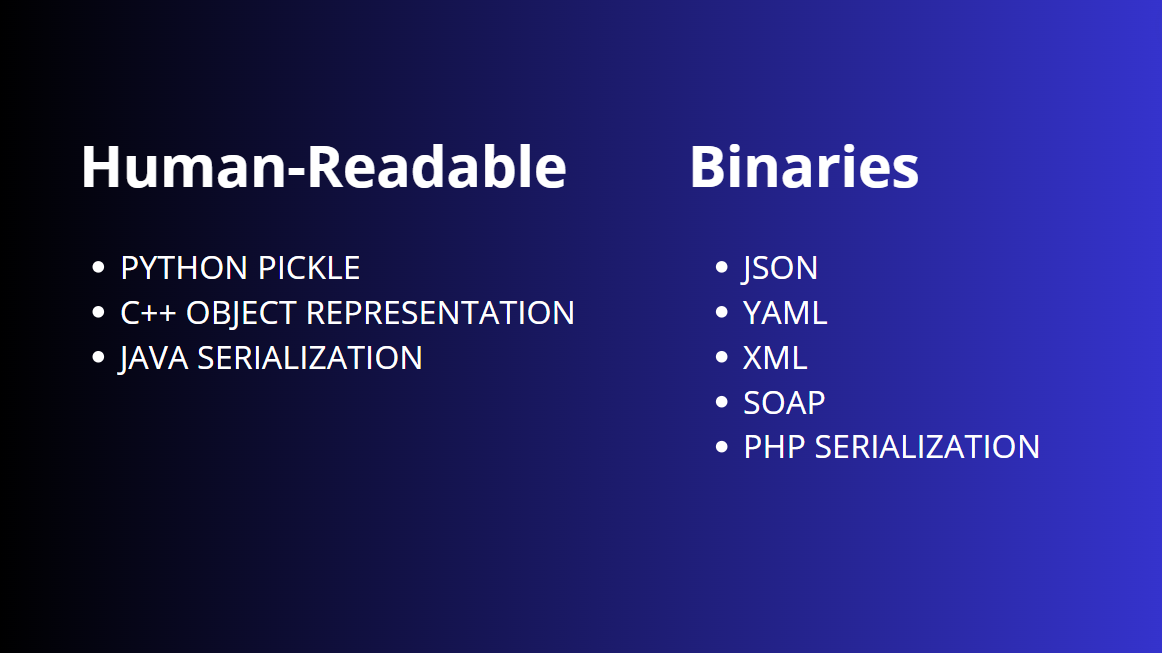 Human-Readable
PYTHON PICKLE
C++ OBJECT REPRESENTATION
JAVA SERIALIZATION
Binaries
JSON
YAML
XML
SOAP
PHP SERIALIZATION